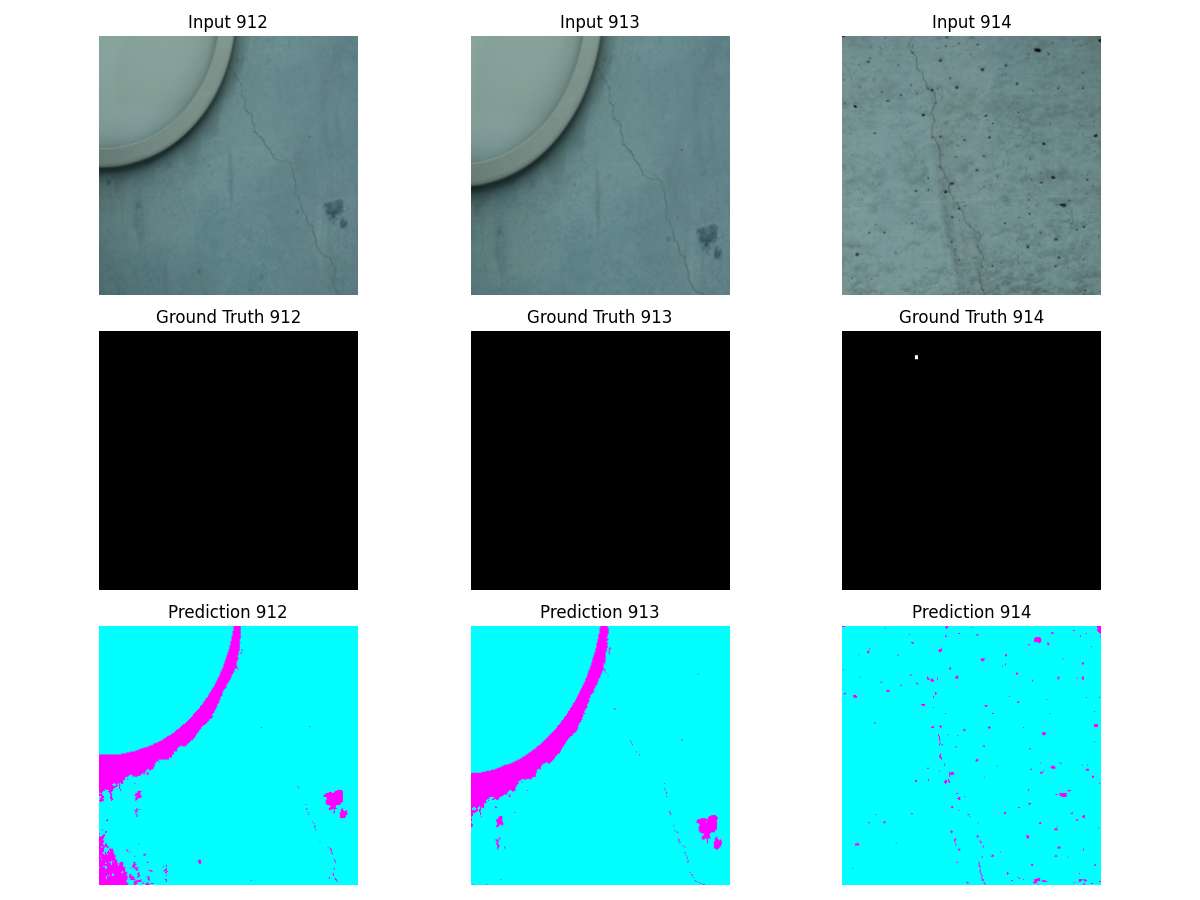 Input 912
Input 913
Input 914
Ground Truth 912
Ground Truth 913
Ground Truth 914
Prediction 912
Prediction 913
Prediction 914